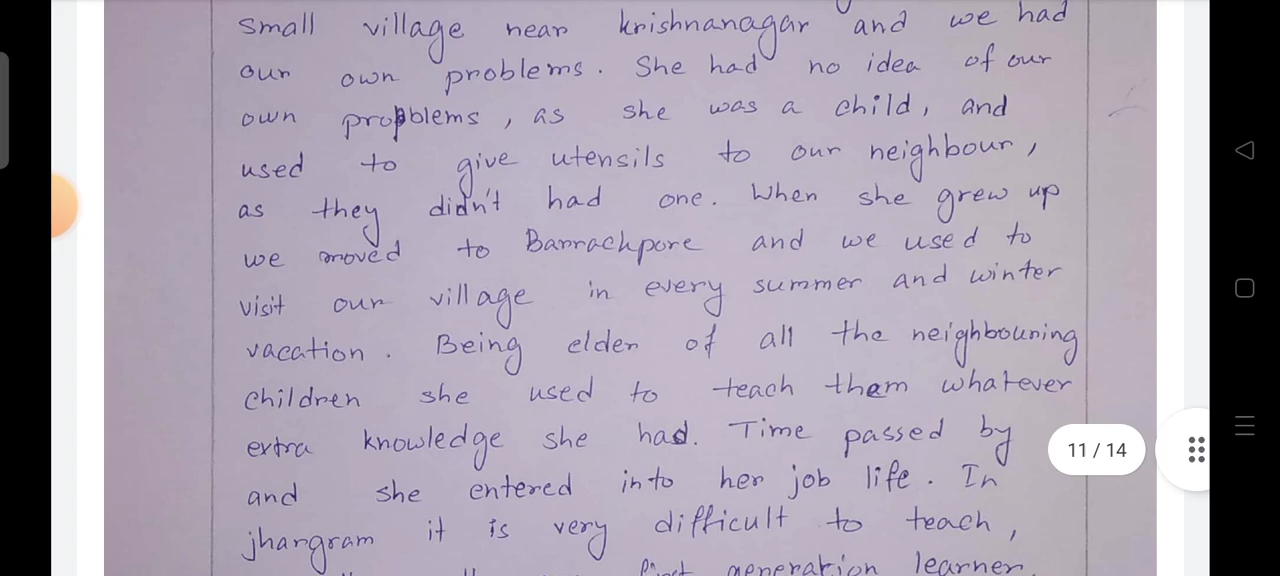 small village near krishnanagar and we had
our own problems. She had no idea of our
own problems, as she was a child, and
used to give utensils to our neighbour,
as they didn't had one. When she grew up
we moved to Barrackpore and we used to
visit our village in every summer and winter
vacation. Being elder of all the neighbouring
children she used to teach them whatever
extra knowledge she had. Time passed by
and she entered into her job life. In
jhargram it is very difficult to teach,
first generation learner
11 / 14